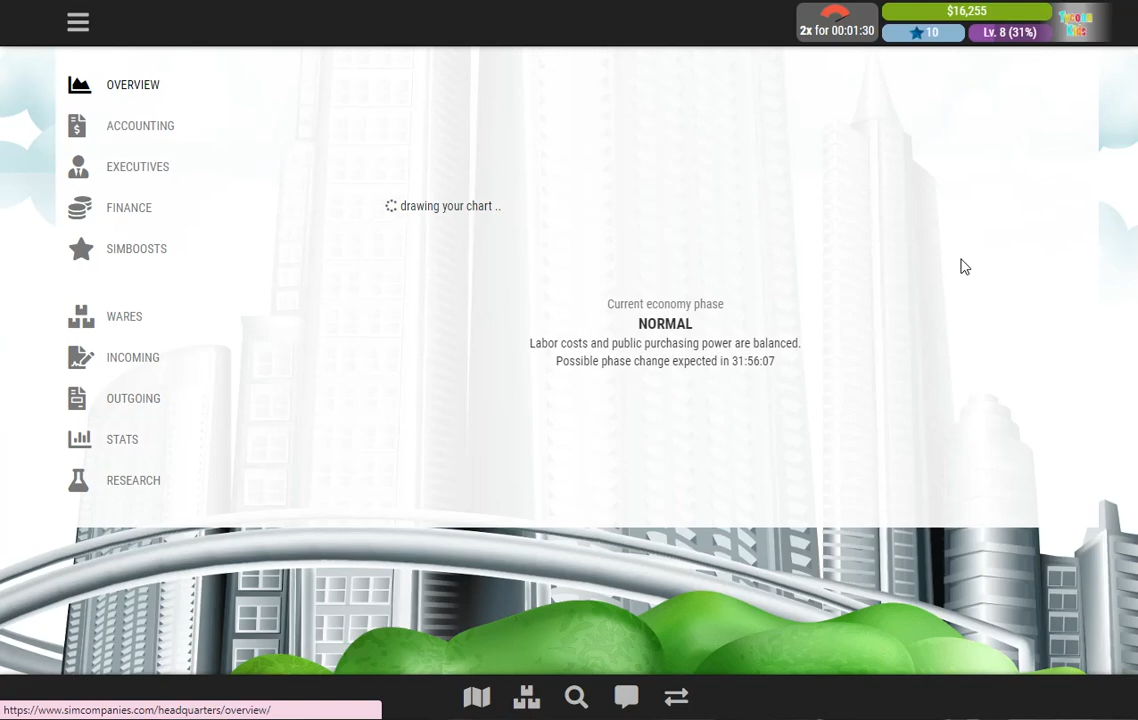 2x for 00:01:30
$16,255
10
Lv. 8 (31%)
Tycoon
Kids
OVERVIEW
ACCOUNTING
EXECUTIVES
FINANCE
SIMBOOSTS
WARES
INCOMING
OUTGOING
STATS
RESEARCH
drawing your chart ..
Current economy phase
NORMAL
Labor costs and public purchasing power are balanced.
Possible phase change expected in 31:56:07
https://www.simcompanies.com/headquarters/overview/